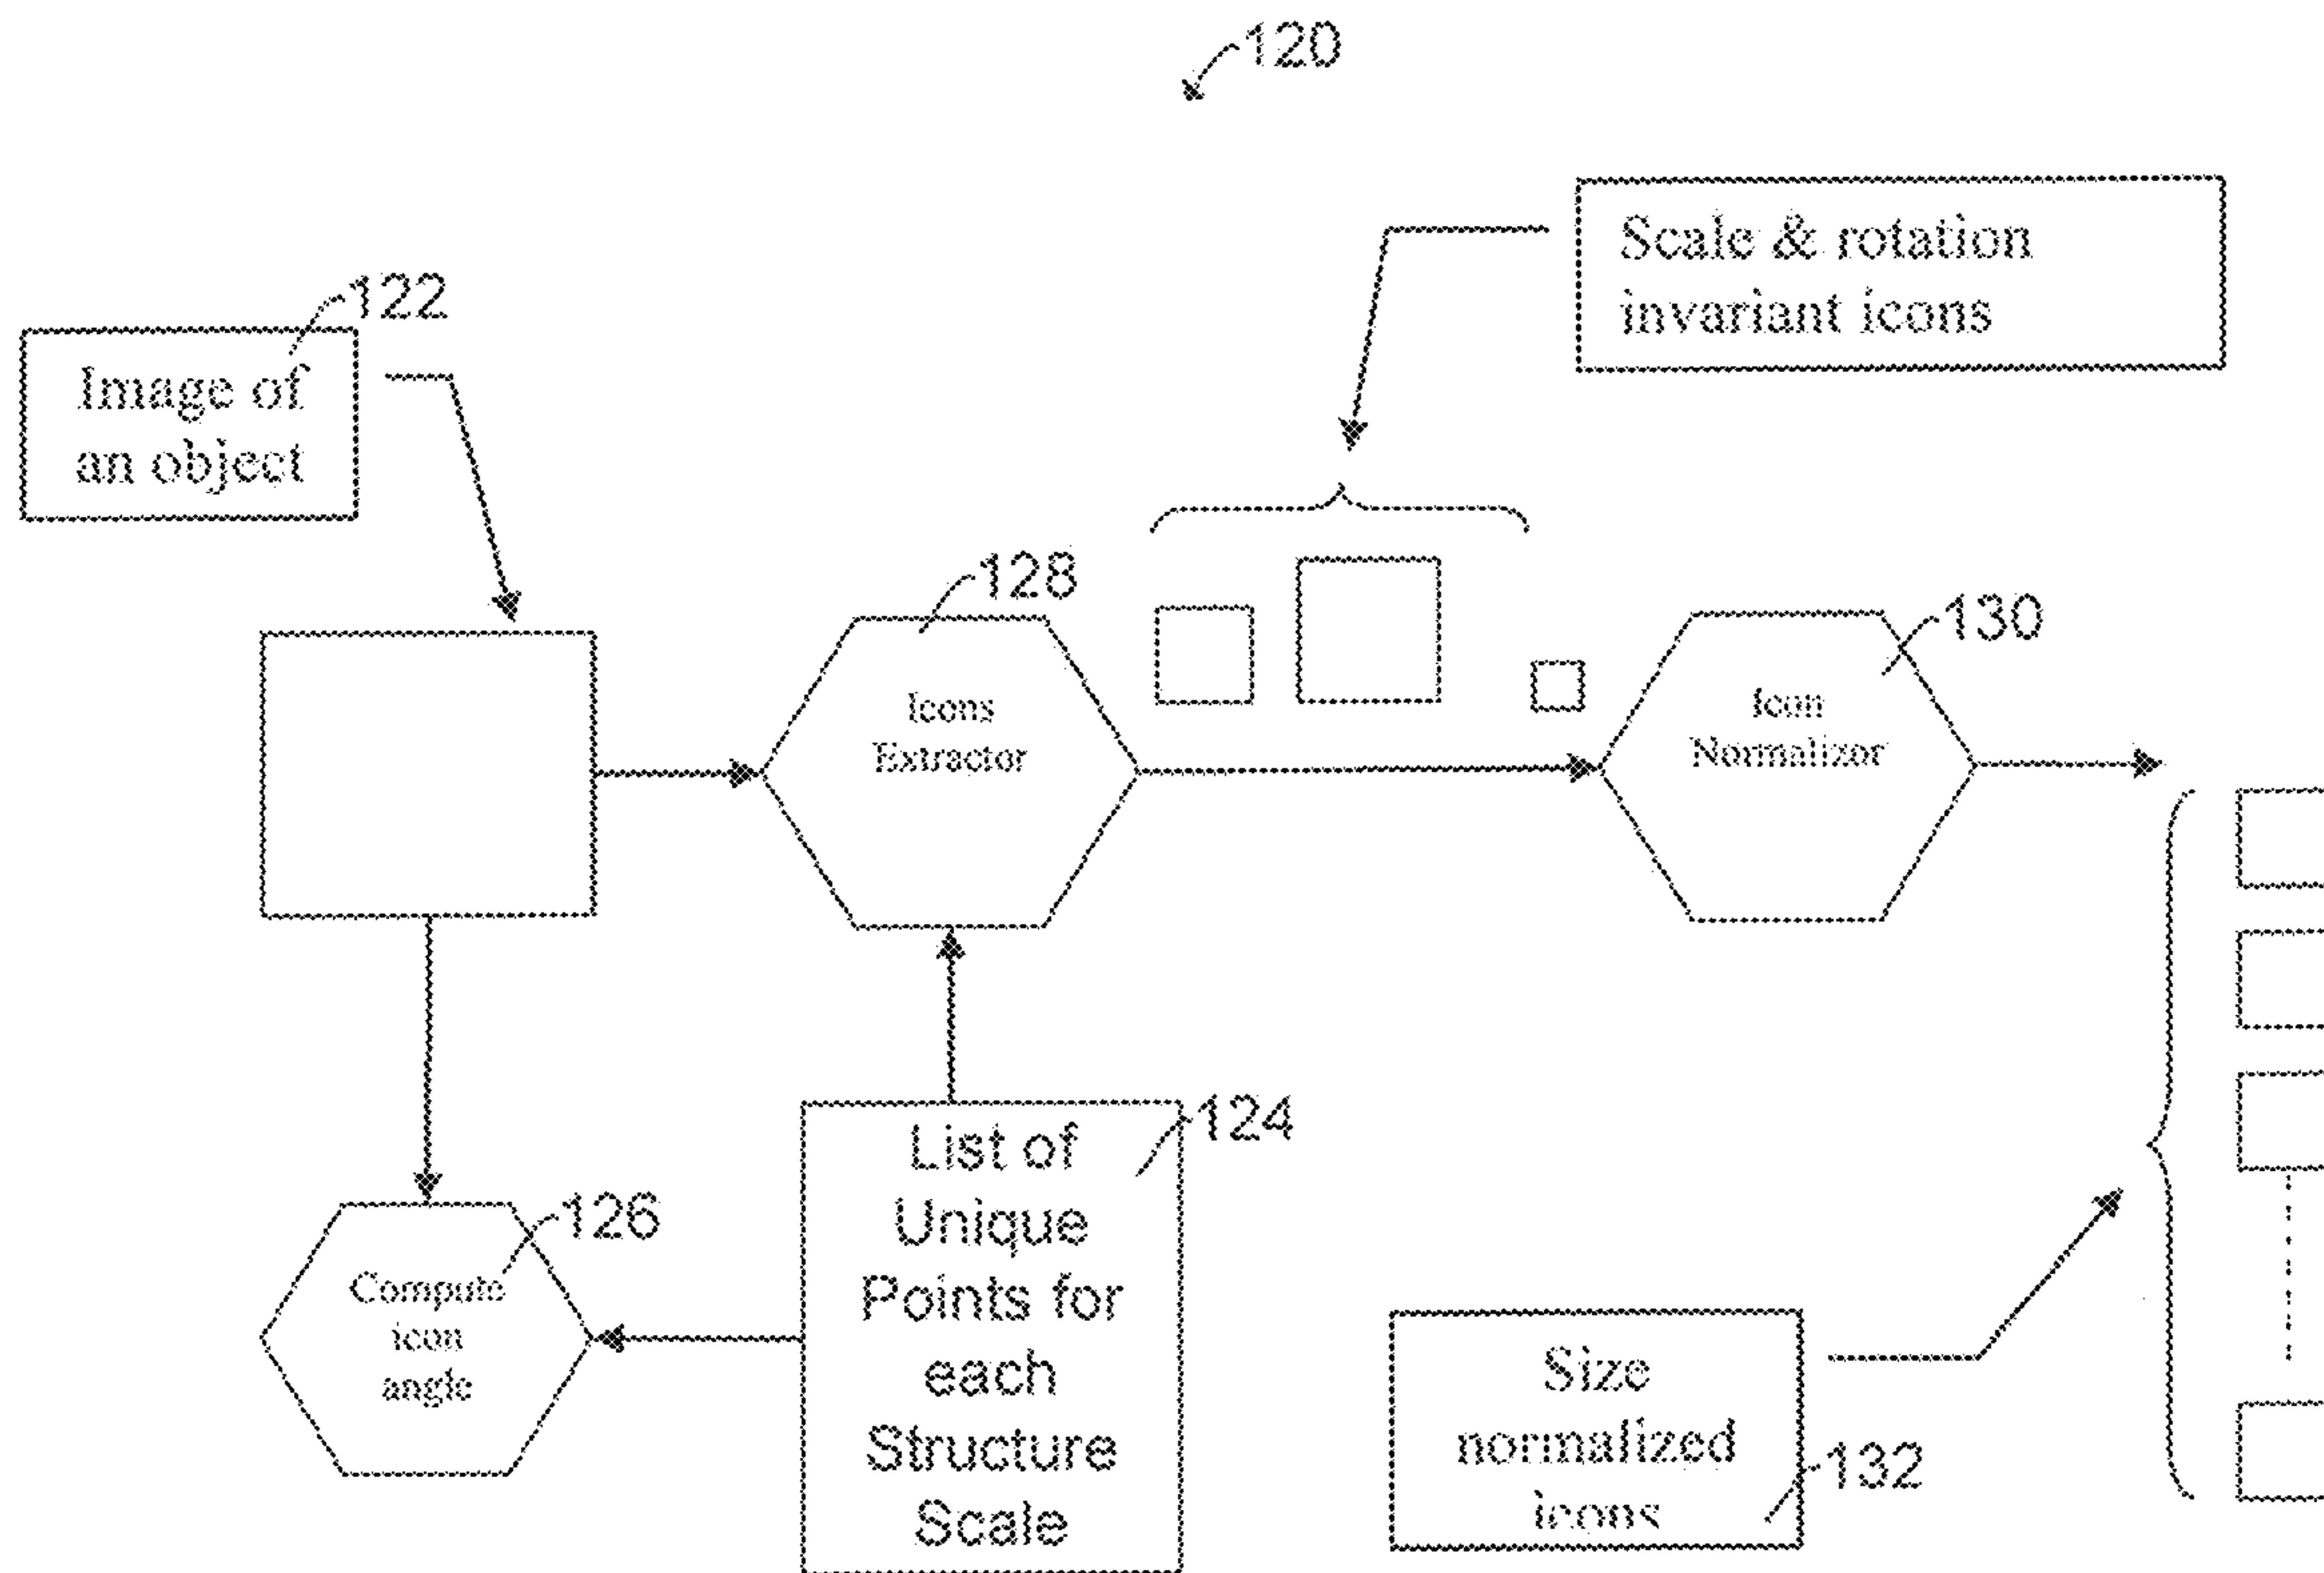 120
Scale & rotation
invariant icons
122
Image of
an object
128
Icons
Extractor
130
Icon
Normalizor
124
List of
Unique
Points for
each
Structure
Scale
126
Compute
icon
angle
Size
normalized
icons
132